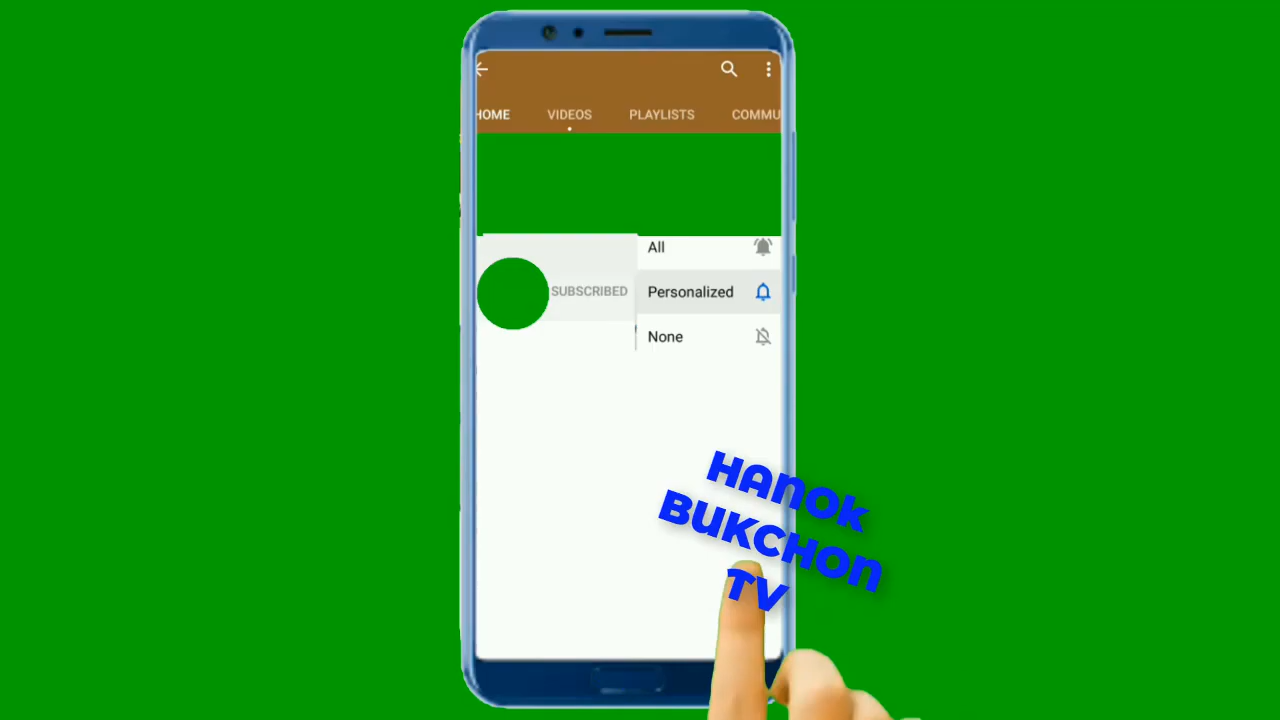 HOME VIDEOS PLAYLISTS COMMU
All
SUBSCRIBED Personalized
None
HANOK
BUKCHON
TV